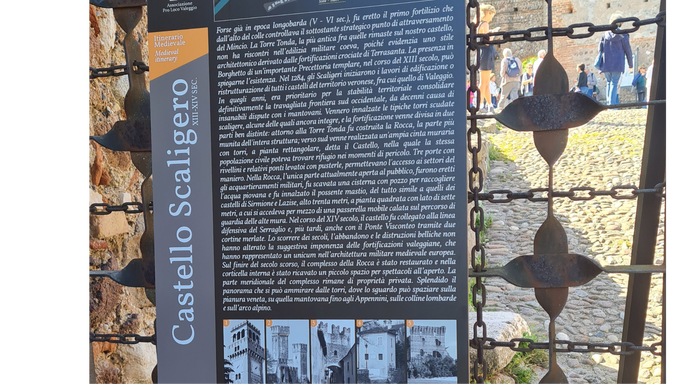 Associazione
Pro Loco Valeggio
Itinerario
Medievale
Medieval
itinerary
Castello Scaligero
XIII-XIV SEC.
Forse già in epoca longobarda (V - VI sec.), fu eretto il primo fortilizio che
dall'alto del colle controllava il sottostante strategico punto di attraversamento
del Mincio. La Torre Tonda, la più antica fra quelle rimaste sul nostro castello,
non ha riscontri nell'edilizia militare coeva, poiché evidenzia uno stile
architettonico derivato dalle fortificazioni crociate di Terrasanta. La presenza in
Borghetto di un'importante Precettoria templare, nel corso del XIII secolo, può
spiegarne l'esistenza. Nel 1284, gli Scaligeri iniziarono i lavori di edificazione o
ristrutturazione di tutti i castelli del territorio veronese, fra cui quello di Valeggio.
In quegli anni, era prioritario per la stabilità territoriale consolidare
definitivamente la travagliata frontiera sud occidentale, da decenni causa di
insanabili dispute con i mantovani. Vennero innalzate le tipiche torri scudate
scaligere, alcune delle quali ancora integre, e la fortificazione venne divisa in due
parti ben distinte: attorno alla Torre Tonda fu costruita la Rocca, la parte più
munita dell'intera struttura; verso sud venne realizzata un'ampia cinta muraria
con torri, a pianta rettangolare, detta il Castello, nella quale la stessa
popolazione civile poteva trovare rifugio nei momenti di pericolo. Tre porte con
rivellini e relativi ponti levatoi con pusterle, permettevano l'accesso ai settori del
maniero. Nella Rocca, l'unica parte attualmente aperta al pubblico, furono eretti
gli acquartieramenti militari, fu scavata una cisterna con pozzo per raccogliere
l'acqua piovana e fu innalzato il possente mastio, del tutto simile a quelli dei
castelli di Sirmione e Lazise, alto trenta metri, a pianta quadrata con lato di sette
metri, a cui si accedeva per mezzo di una passerella mobile calata sul percorso di
guardia delle alte mura. Nel corso del XIV secolo, il castello fu collegato alla linea
difensiva del Serraglio e, più tardi, anche con il Ponte Visconteo tramite due
cortine merlate. Lo scorrere dei secoli, l'abbandono e le distruzioni belliche non
hanno alterato la suggestiva imponenza delle fortificazioni valeggiane, che
hanno rappresentato un unicum nell'architettura militare medievale europea.
Sul finire del secolo scorso, il complesso della Rocca è stato restaurato e nella
corticella interna è stato ricavato un piccolo spazio per spettacoli all'aperto. La
parte meridionale del complesso rimane di proprietà privata. Splendido il
panorama che si può ammirare dalle torri, dove lo sguardo può spaziare sulla
pianura veneta, su quella mantovana fino agli Appennini, sulle colline lombarde
e sull'arco alpino.